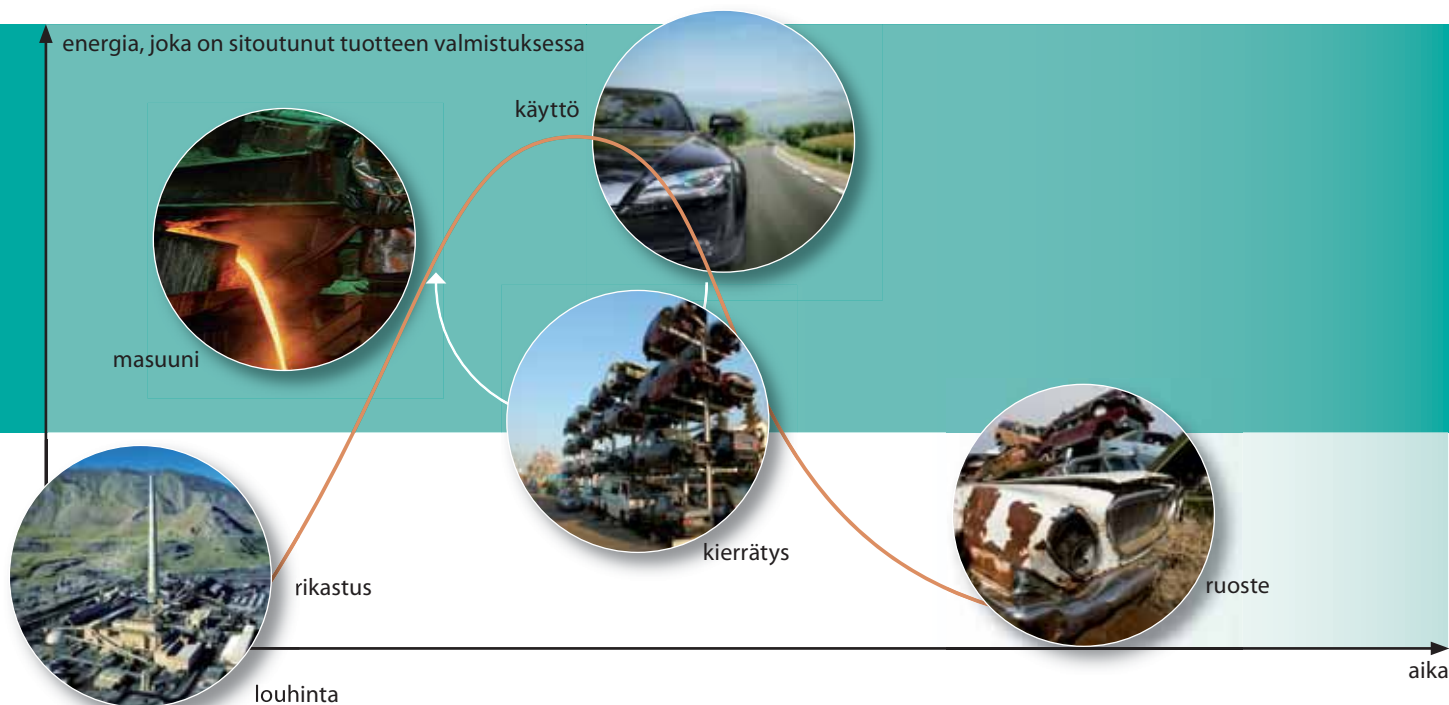 energia, joka on sitoutunut tuotteen valmistuksessa
käyttö
masuuni
kierrätys
rikastus
ruoste
aika
louhinta